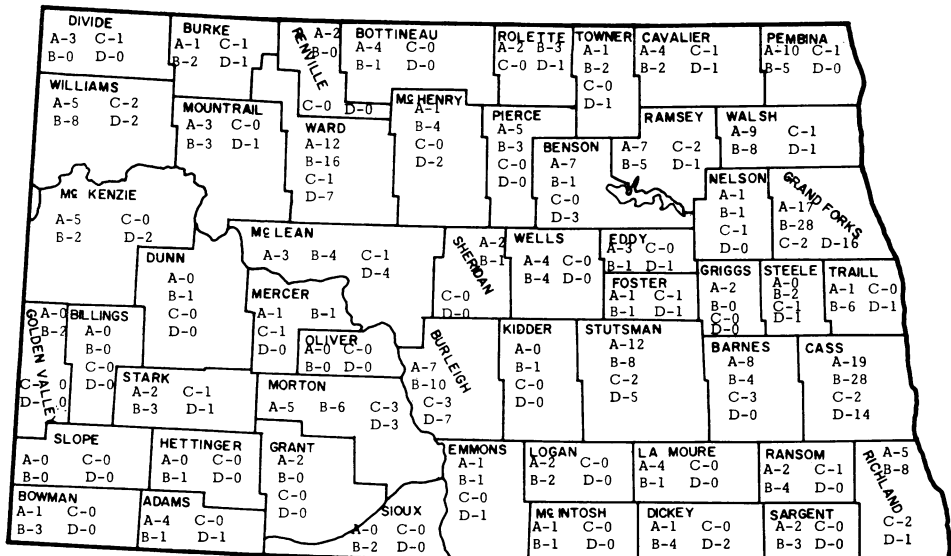 DIVIDE
A-3 C-1
B-0 D-0
BURKE
A-1 C-1
B-2 D-1
RENVILLE
A-2
B-0
C-0 D-0
BOTTINEAU
A-4 C-0
B-1 D-0
ROLETTE
A-2 B-3
C-0 D-1
TOWNER
A-1
B-2
C-0
D-1
CAVALIER
A-4 C-1
B-2 D-1
PEMBINA
A-10 C-1
B-5 D-0
WILLIAMS
A-5 C-2
B-8 D-2
MOUNTRAIL
A-3 C-0
B-3 D-1
WARD
A-12
B-16
C-1
D-7
Mc HENRY
A-1
B-4
C-0
D-2
PIERCE
A-5
B-3
C-0
D-0
BENSON
A-7
B-1
C-0
D-3
RAMSEY
A-7 C-2
B-5 D-1
WALSH
A-9 C-1
B-8 D-1
Mc KENZIE
A-5 C-0
B-2 D-2
NELSON
A-1
B-1
C-1
D-0
GRAND FORKS
A-17
B-28
C-2 D-16
DUNN
A-0
B-1
C-0
D-0
Mc LEAN
A-3 B-4 C-1
D-4
SHERIDAN
A-2
B-1
C-0
D-0
WELLS
A-4 C-0
B-4 D-0
EDDY
A-3 C-0
B-1 D-1
FOSTER
A-1 C-1
B-1 D-1
GRIGGS
A-2
B-0
C-0
D-0
STEELE
A-0
B-2
C-1
D-1
TRAILL
A-1 C-0
B-6 D-1
GOLDEN VALLEY
A-0
B-2
C-0
D-0
BILLINGS
A-0
B-0
C-0
D-0
MERCER
A-1 B-1
C-1
D-0
OLIVER
A-0 C-0
B-0 D-0
BURLEIGH
A-7
B-10
C-3
D-7
KIDDER
A-0
B-1
C-0
D-0
STUTSMAN
A-12
B-8
C-2
D-5
BARNES
A-8
B-4
C-3
D-0
CASS
A-19
B-28
C-2
D-14
STARK
A-2 C-1
B-3 D-1
MORTON
A-5 B-6 C-3
D-3
SLOPE
A-0 C-0
B-0 D-0
HETTINGER
A-0 C-0
B-1 D-0
GRANT
A-2
B-0
C-0
D-0
EMMONS
A-1
B-1
C-0
D-1
LOGAN
A-2 C-0
B-2 D-0
LA MOURE
A-4 C-0
B-1 D-0
RANSOM
A-2 C-1
B-4 D-0
RICHLAND
A-5
B-8
C-2
D-1
BOWMAN
A-1 C-0
B-3 D-0
ADAMS
A-4 C-0
B-1 D-1
SIOUX
A-0 C-0
B-2 D-0
Mc INTOSH
A-1 C-0
B-1 D-0
DICKEY
A-1 C-0
B-4 D-2
SARGENT
A-2 C-0
B-3 D-0